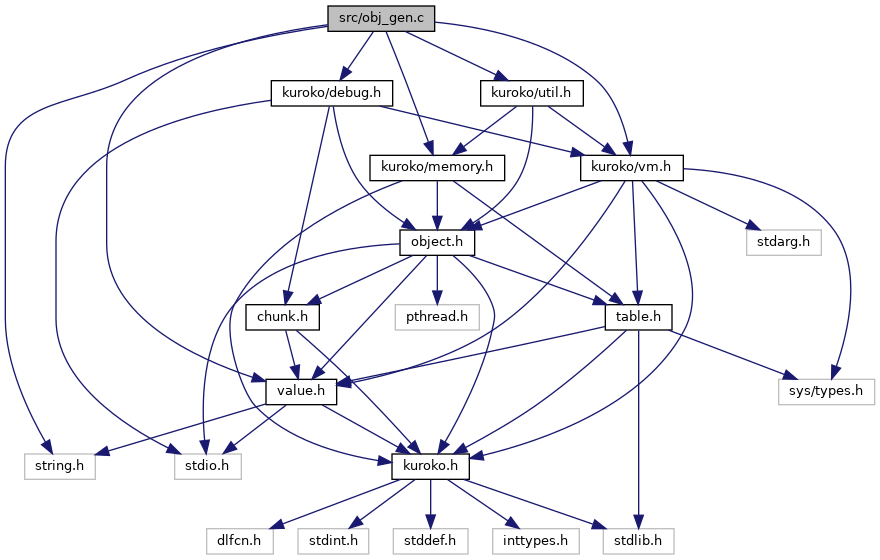 src/obj_gen.c
kuroko/debug.h
kuroko/util.h
kuroko/memory.h
kuroko/vm.h
object.h
stdarg.h
chunk.h
pthread.h
table.h
value.h
sys/types.h
string.h
stdio.h
kuroko.h
dlfcn.h
stdint.h
stddef.h
inttypes.h
stdlib.h